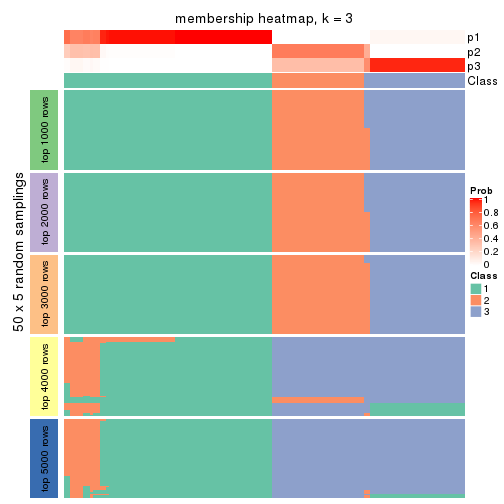 membership heatmap, k = 3
p1
p2
p3
Class
50 x 5 random samplings
top 1000 rows
top 2000 rows
top 3000 rows
top 4000 rows
top 5000 rows
Prob
1
0.8
0.6
0.4
0.2
0
Class
1
2
3